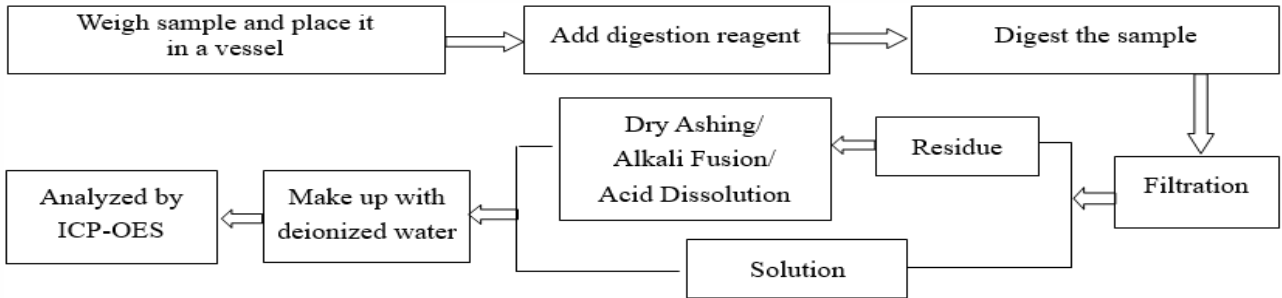 Weigh sample and place it
in a vessel
Add digestion reagent
Digest the sample
Dry Ashing/
Alkali Fusion/
Acid Dissolution
Residue
Filtration
Analyzed by
ICP-OES
Make up with
deionized water
Solution